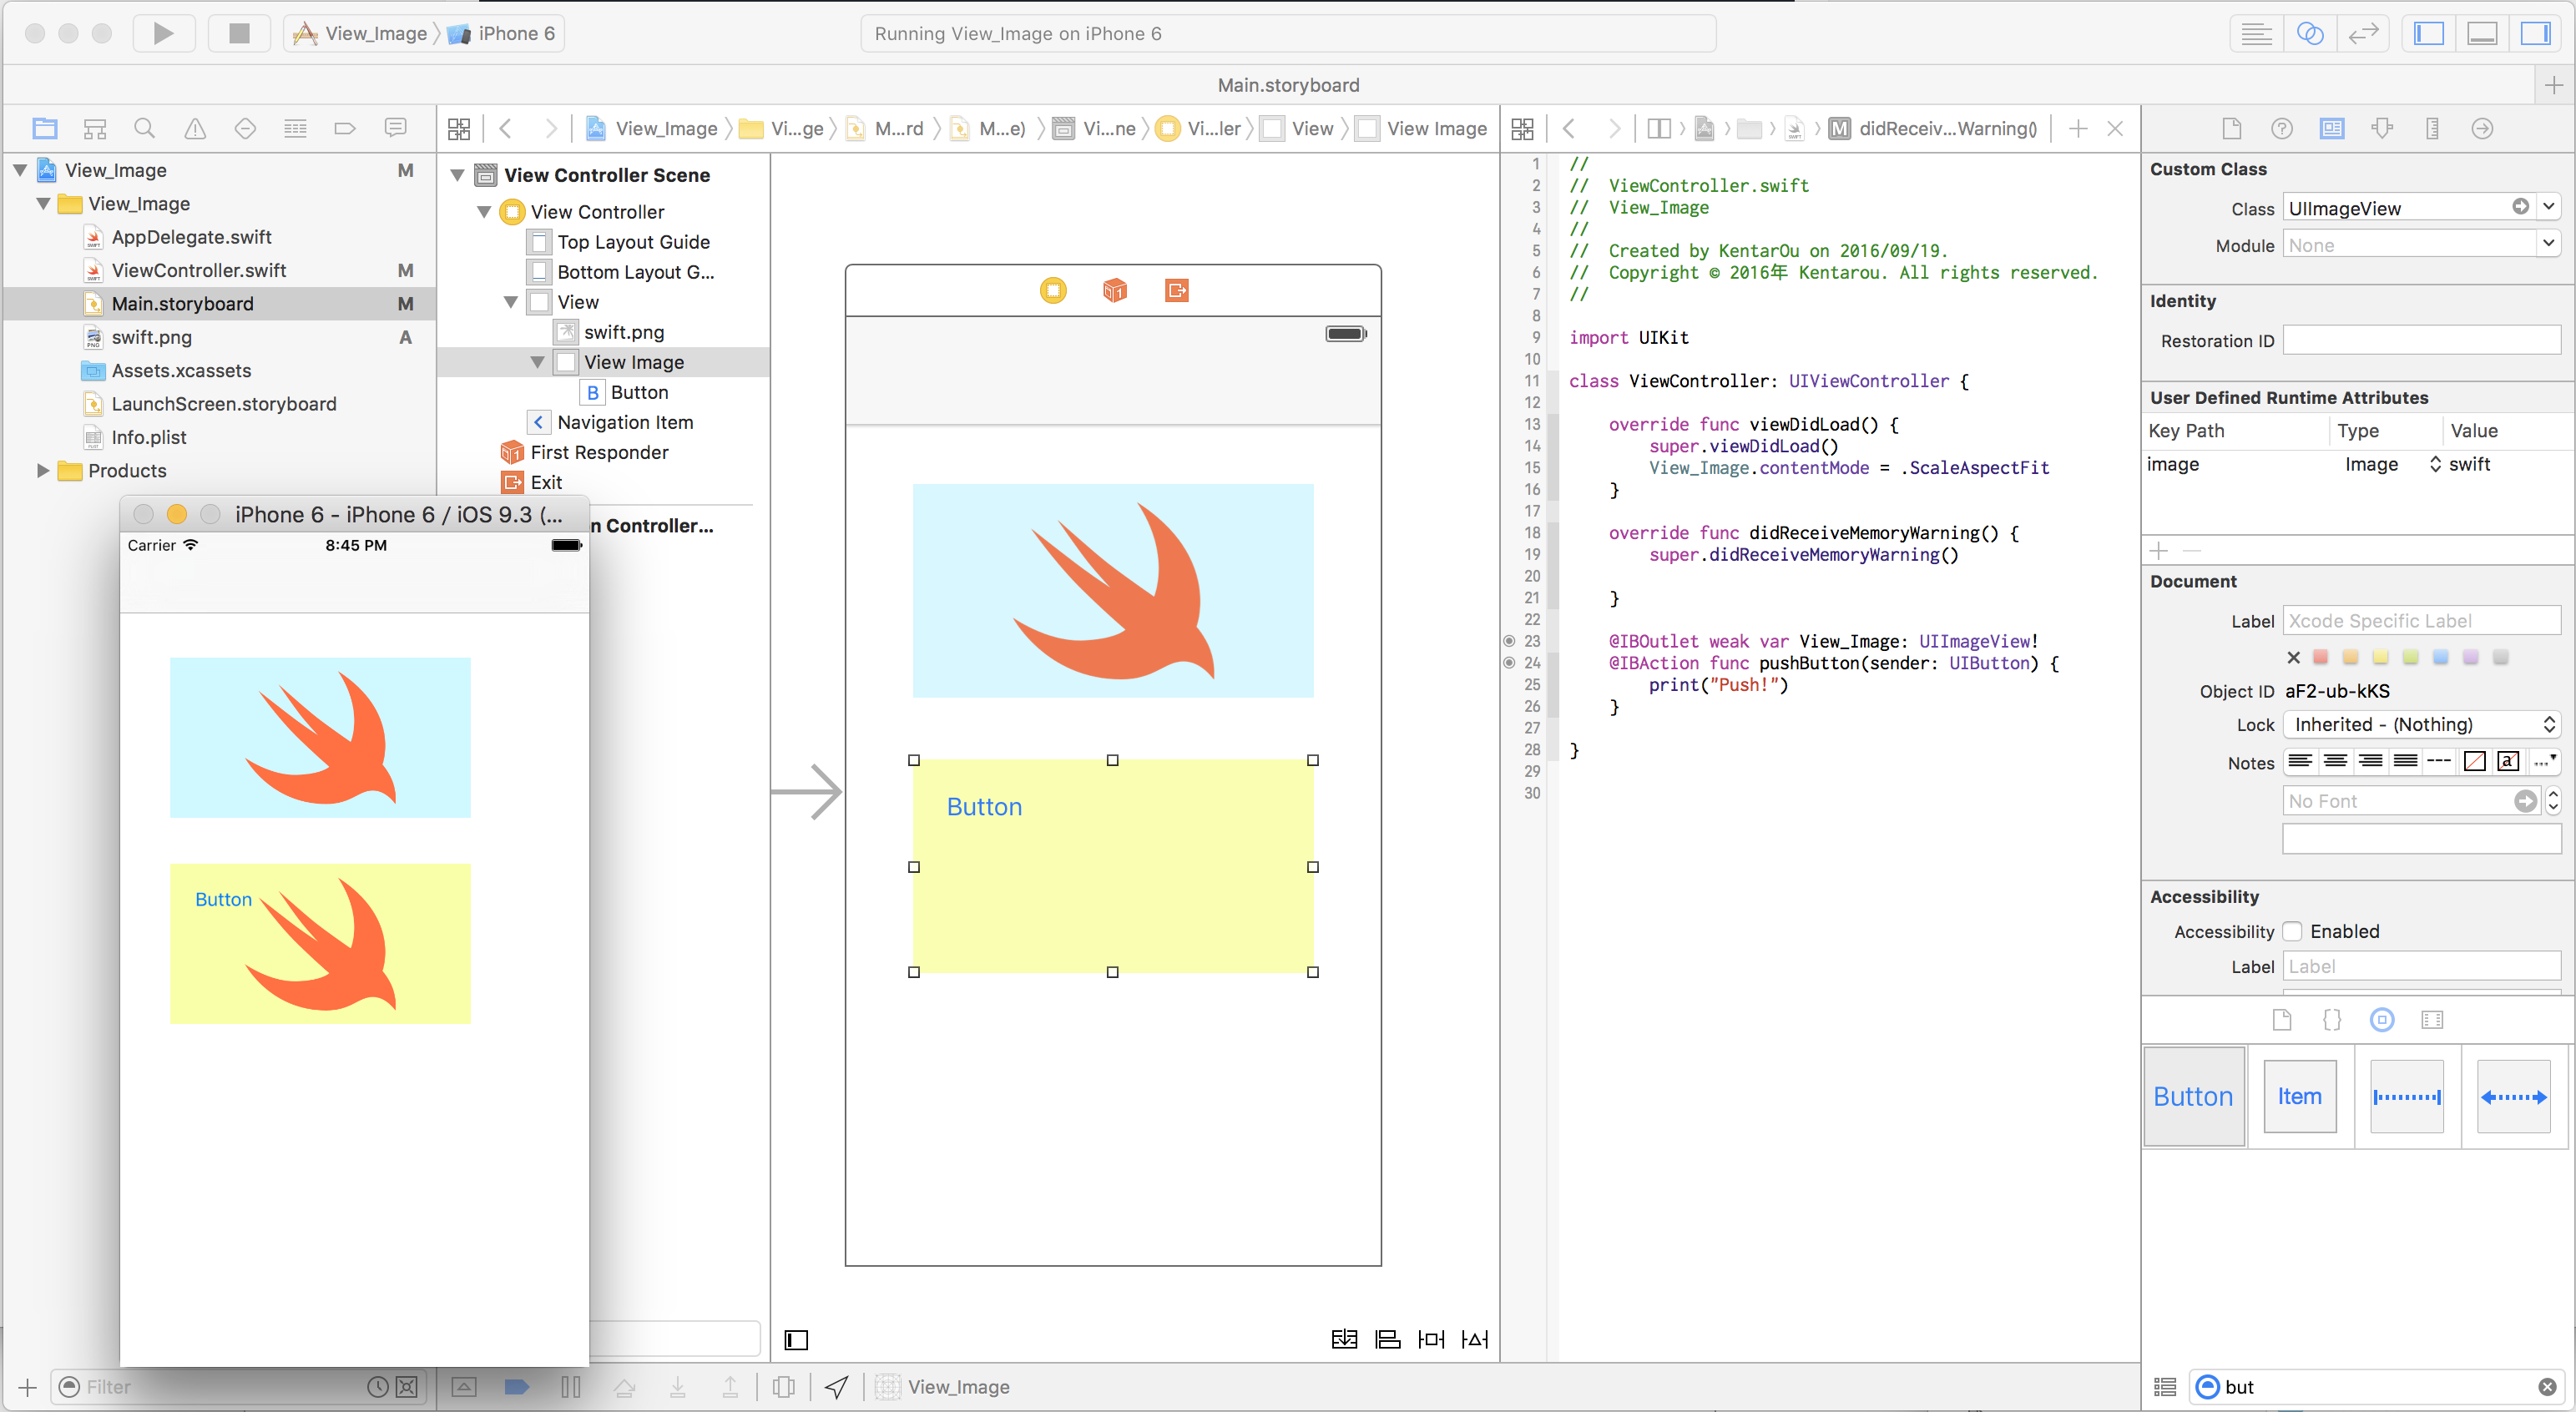 View_Image
iPhone 6
Running View_Image on iPhone 6
Main.storyboard
View_Image
Vi...ge
M...rd
M...e)
Vi...ne
Vi...ler
View
View Image
M didReceiv...Warning()
View_Image M
View_Image
AppDelegate.swift
ViewController.swift M
Main.storyboard M
swift.png A
Assets.xcassets
LaunchScreen.storyboard
Info.plist
Products
View Controller Scene
View Controller
Top Layout Guide
Bottom Layout G...
View
swift.png
View Image
B Button
Navigation Item
First Responder
Exit
n Controller...
iPhone 6 - iPhone 6 / iOS 9.3 (...
Carrier 8:45 PM
Button
Button
1 //
2 //  ViewController.swift
3 //  View_Image
4 //
5 //  Created by KentarOu on 2016/09/19.
6 //  Copyright © 2016年 Kentarou. All rights reserved.
7 //
8
9 import UIKit
10
11 class ViewController: UIViewController {
12
13     override func viewDidLoad() {
14         super.viewDidLoad()
15         View_Image.contentMode = .ScaleAspectFit
16     }
17
18     override func didReceiveMemoryWarning() {
19         super.didReceiveMemoryWarning()
20
21     }
22
23     @IBOutlet weak var View_Image: UIImageView!
24     @IBAction func pushButton(sender: UIButton) {
25         print("Push!")
26     }
27
28 }
29
30
Custom Class
Class UIImageView
Module None
Identity
Restoration ID
User Defined Runtime Attributes
Key Path Type Value
image Image swift
Document
Label Xcode Specific Label
Object ID aF2-ub-kKS
Lock Inherited - (Nothing)
Notes
No Font
Accessibility
Accessibility Enabled
Label Label
Button
Item
Filter
View_Image
but